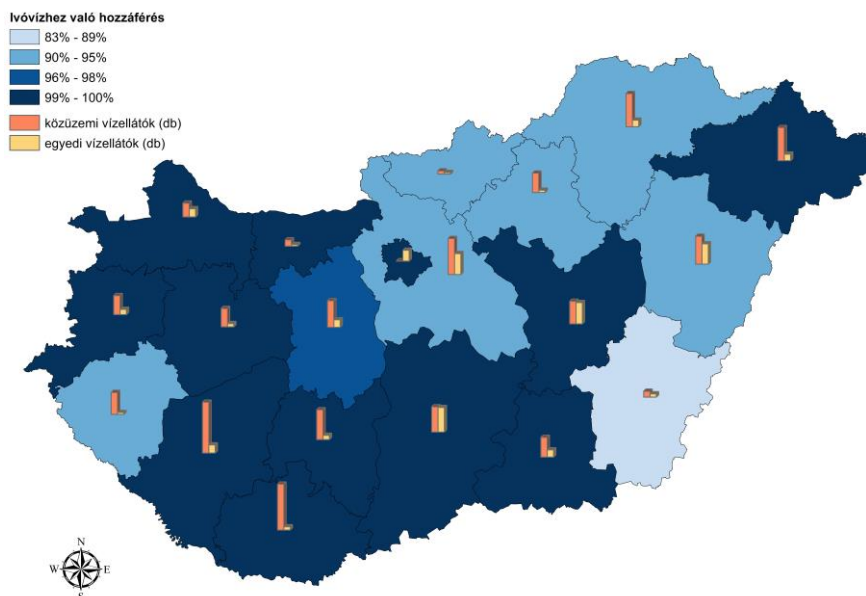 Ivóvízhez való hozzáférés
83% - 89%
90% - 95%
96% - 98%
99% - 100%
közüzemi vízellátók (db)
egyedi vízellátók (db)
N
W E
S